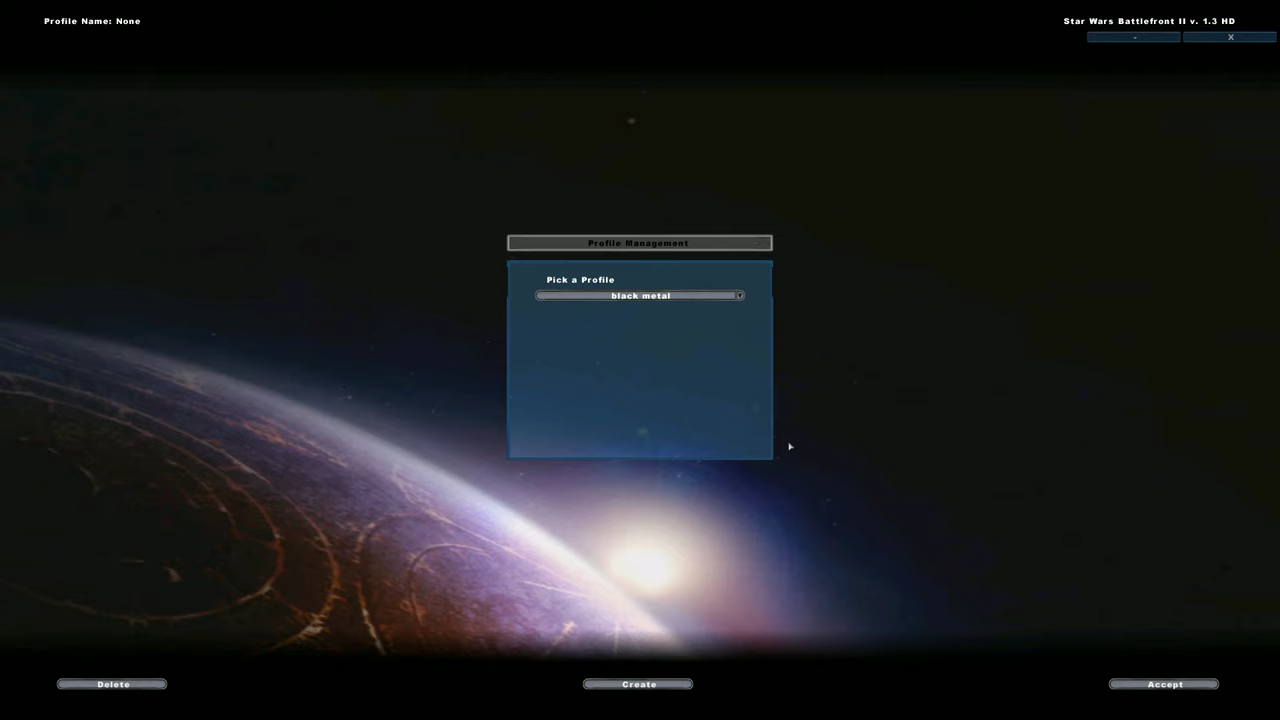 Profile Name: None
Star Wars Battlefront II v. 1.3 HD
- X
Profile Management
Pick a Profile
black metal
Delete Create Accept